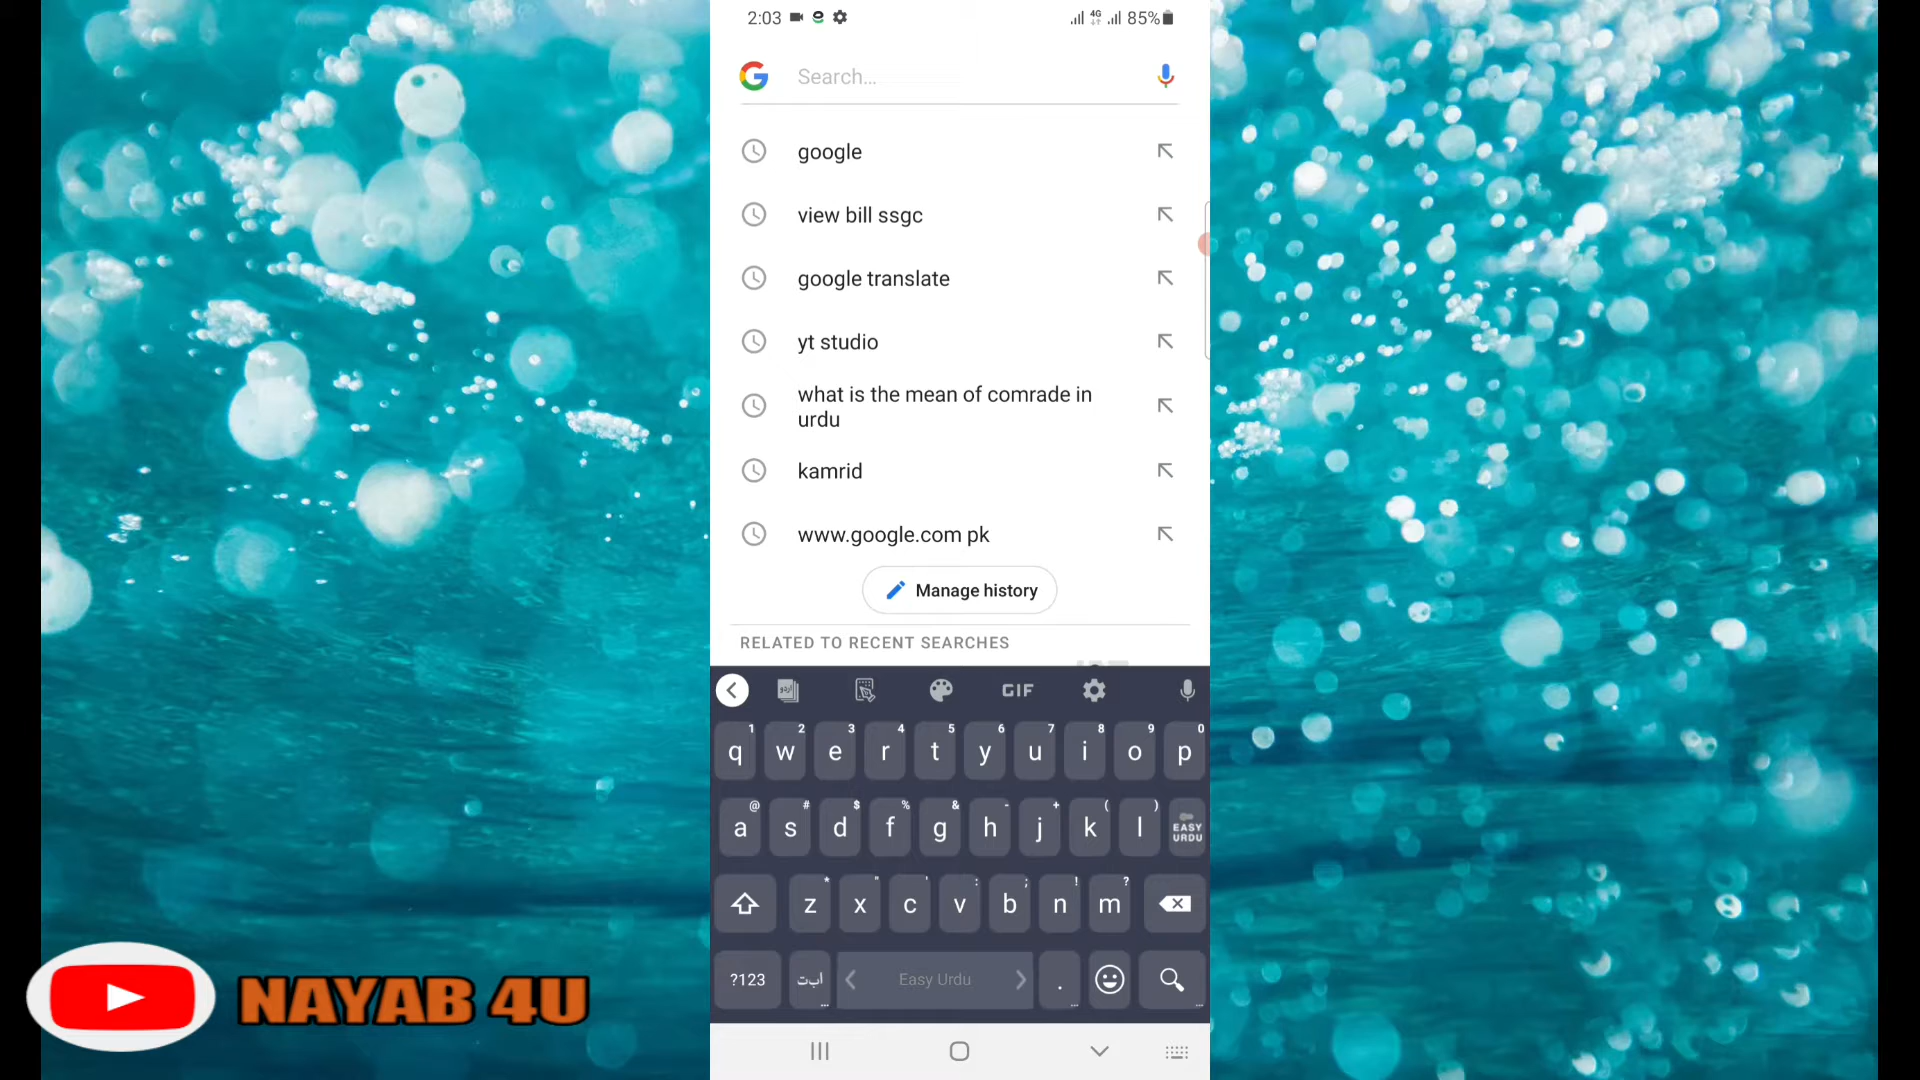 2:03 4G 85%
Search...
google
view bill ssgc
google translate
yt studio
what is the mean of comrade in
urdu
kamrid
www.google.com pk
Manage history
RELATED TO RECENT SEARCHES
اردو GIF
1 2 3 4 5 6 7 8 9 0
q w e r t y u i o p
@ # $ % & - + ( )
a s d f g h j k l EASY
URDU
* " ' : ; ! ?
z x c v b n m
?123 ا ب ت Easy Urdu .
NAYAB 4U